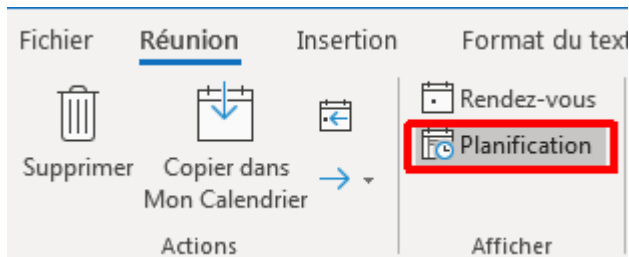 Fichier Réunion Insertion Format du text
Rendez-vous
Planification
Supprimer Copier dans
Mon Calendrier
Actions Afficher